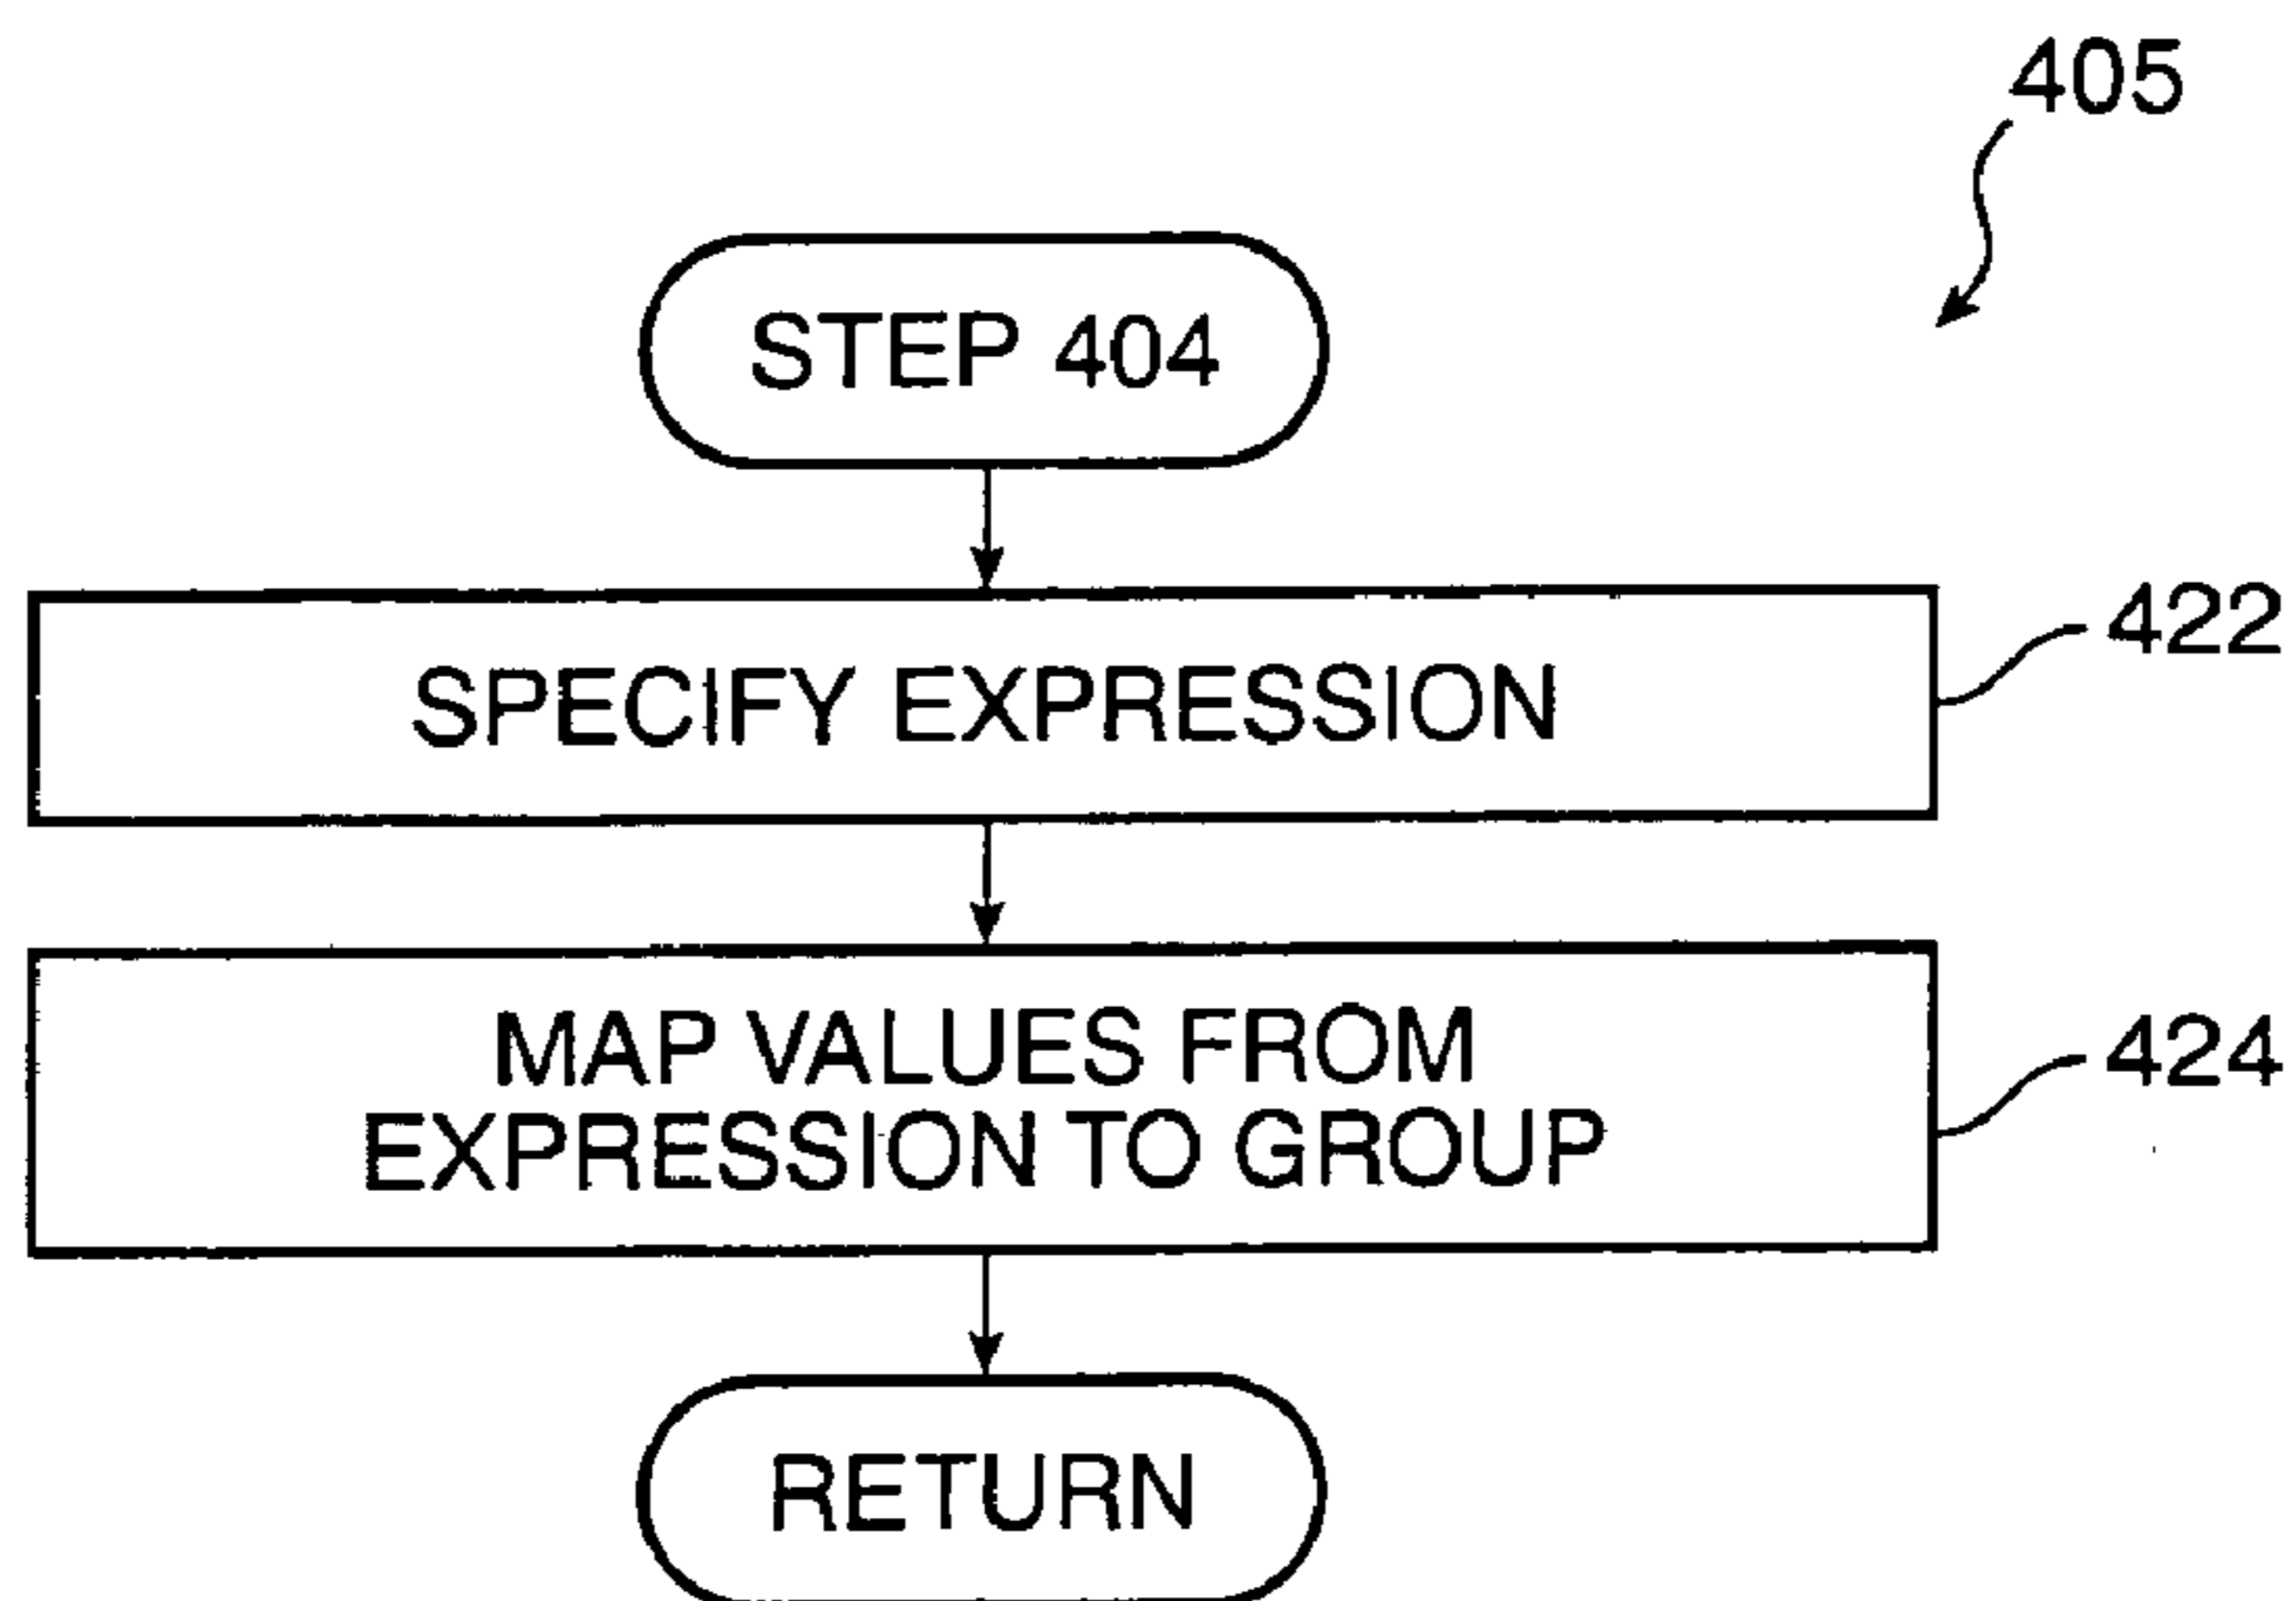 405
STEP 404
SPECIFY EXPRESSION
422
MAP VALUES FROM
EXPRESSION TO GROUP
424
RETURN